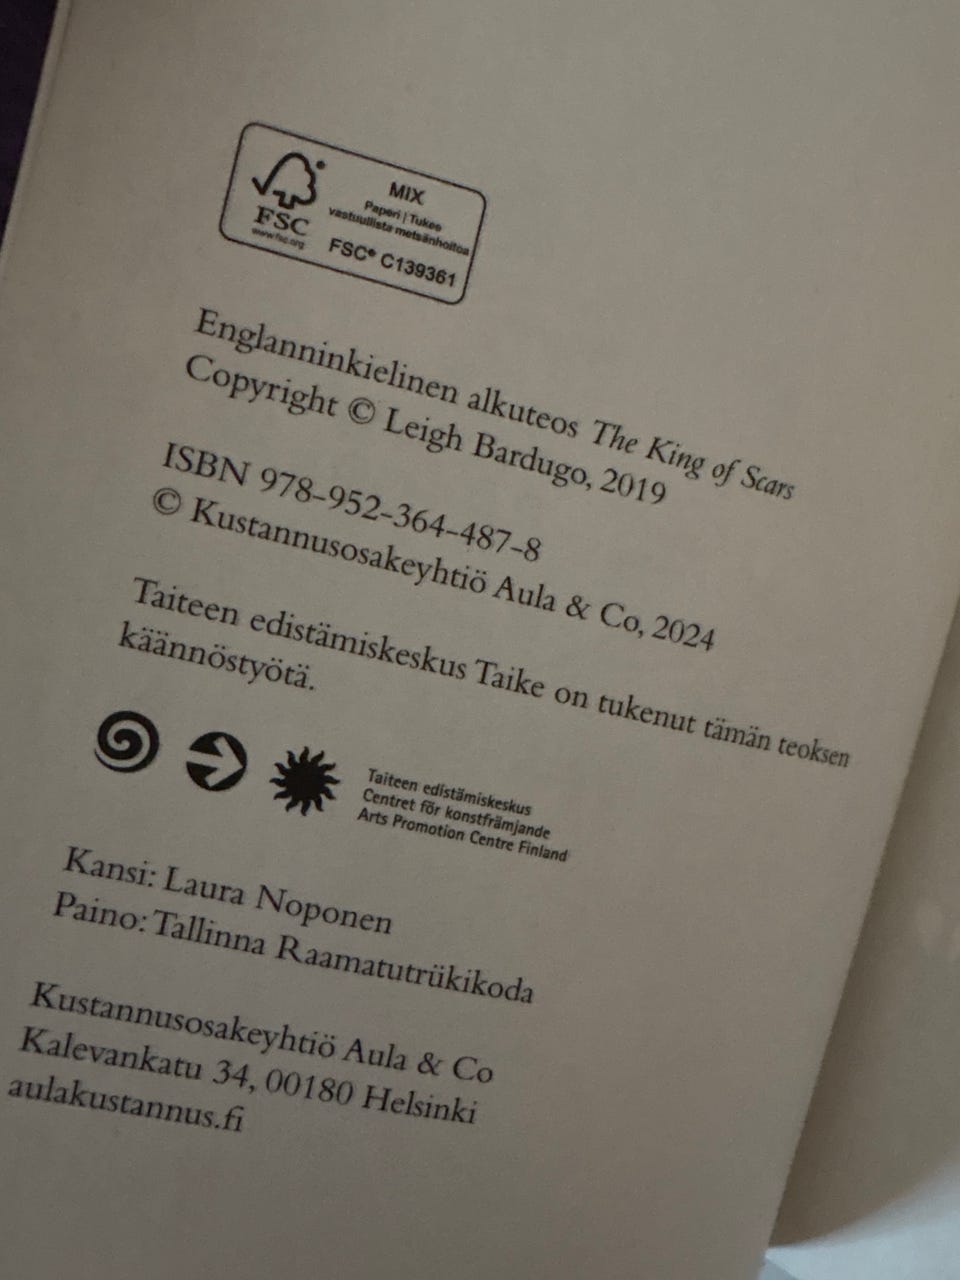 MIX
Paperi | Tukee
vastuullista metsänhoitoa
FSC® C139361
FSC
www.fsc.org
Englanninkielinen alkuteos The King of Scars
Copyright © Leigh Bardugo, 2019
ISBN 978-952-364-487-8
© Kustannusosakeyhtiö Aula & Co, 2024
Taiteen edistämiskeskus Taike on tukenut tämän teoksen
käännöstyötä.
Taiteen edistämiskeskus
Centret för konstfrämjande
Arts Promotion Centre Finland
Kansi: Laura Noponen
Paino: Tallinna Raamatutrükikoda
Kustannusosakeyhtiö Aula & Co
Kalevankatu 34, 00180 Helsinki
aulakustannus.fi